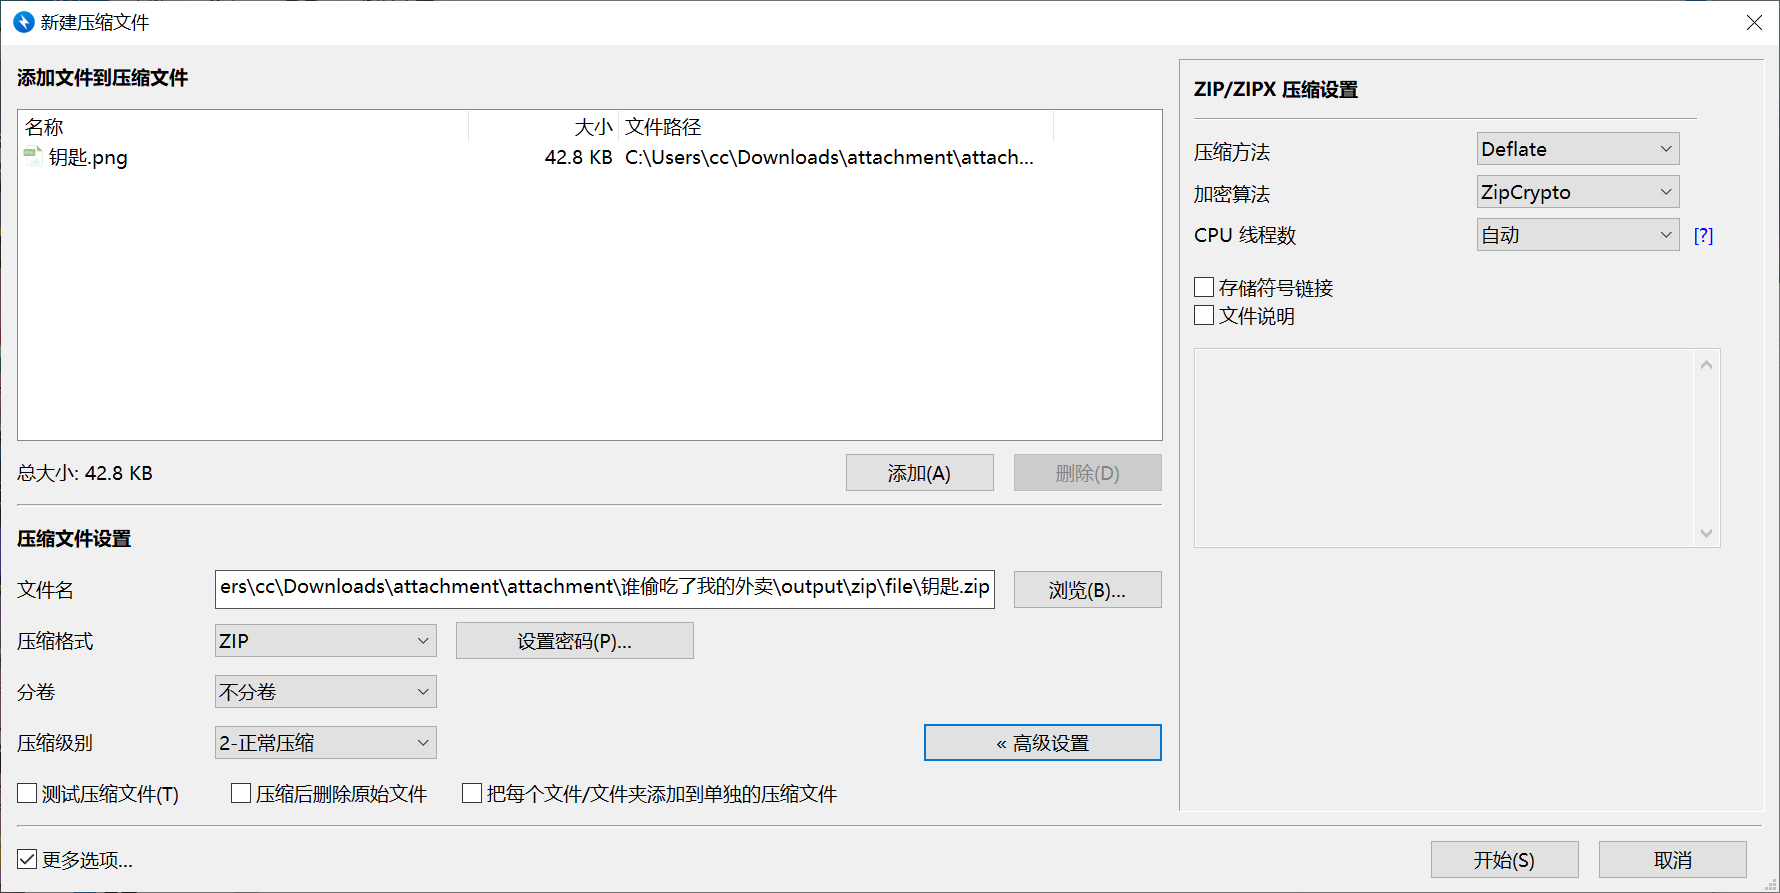 新建压缩文件
添加文件到压缩文件
名称 大小 文件路径
钥匙.png 42.8 KB C:\Users\cc\Downloads\attachment\attach...
总大小: 42.8 KB
添加(A) 删除(D)
压缩文件设置
文件名 ers\cc\Downloads\attachment\attachment\谁偷吃了我的外卖\output\zip\file\钥匙.zip 浏览(B)...
压缩格式 ZIP 设置密码(P)...
分卷 不分卷
压缩级别 2-正常压缩 « 高级设置
测试压缩文件(T) 压缩后删除原始文件 把每个文件/文件夹添加到单独的压缩文件
更多选项...
ZIP/ZIPX 压缩设置
压缩方法 Deflate
加密算法 ZipCrypto
CPU 线程数 自动 [?]
存储符号链接
文件说明
开始(S) 取消